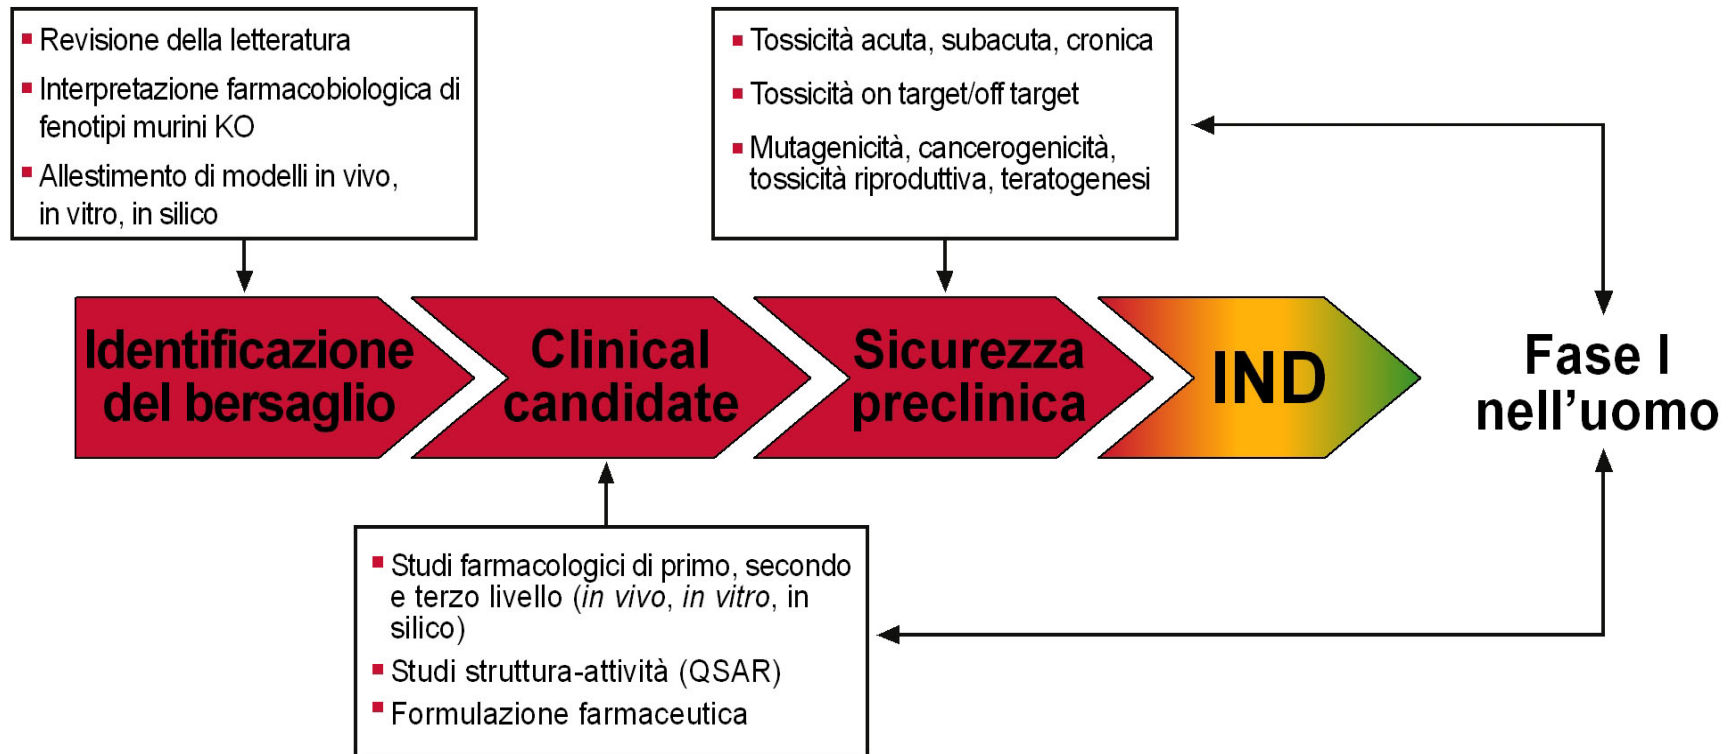 Revisione della letteratura
Interpretazione farmacobiologica di
fenotipi murini KO
Allestimento di modelli in vivo,
in vitro, in silico
Tossicità acuta, subacuta, cronica
Tossicità on target/off target
Mutagenicità, cancerogenicità,
tossicità riproduttiva, teratogenesi
Identificazione
del bersaglio
Clinical
candidate
Sicurezza
preclinica
IND
Fase I
nell'uomo
Studi farmacologici di primo, secondo
e terzo livello (in vivo, in vitro, in
silico)
Studi struttura-attività (QSAR)
Formulazione farmaceutica